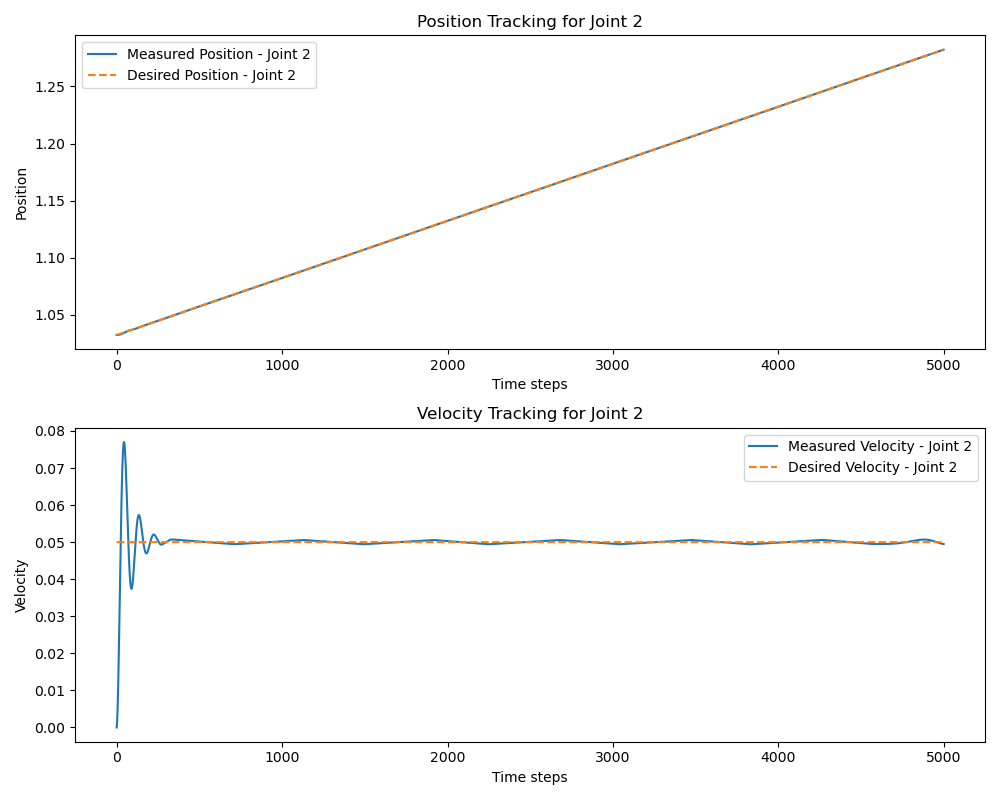 Position Tracking for Joint 2
Measured Position - Joint 2
Desired Position - Joint 2
Position
1.25
1.20
1.15
1.10
1.05
0 1000 2000 3000 4000 5000
Time steps
Velocity Tracking for Joint 2
Measured Velocity - Joint 2
Desired Velocity - Joint 2
Velocity
0.08
0.07
0.06
0.05
0.04
0.03
0.02
0.01
0.00
0 1000 2000 3000 4000 5000
Time steps